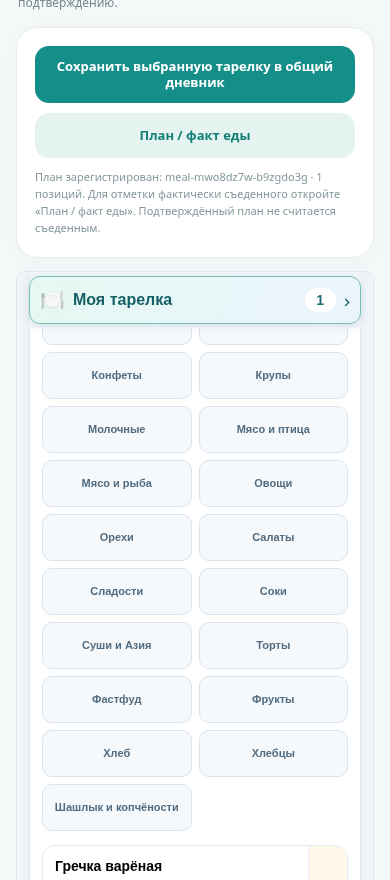 подтверждению.
Сохранить выбранную тарелку в общий
дневник
План / факт еды
План зарегистрирован: meal-mwo8dz7w-b9zgdo3g · 1
позиций. Для отметки фактически съеденного откройте
«План / факт еды». Подтверждённый план не считается
съеденным.
Моя тарелка 1 ›
Конфеты Крупы
Молочные Мясо и птица
Мясо и рыба Овощи
Орехи Салаты
Сладости Соки
Суши и Азия Торты
Фастфуд Фрукты
Хлеб Хлебцы
Шашлык и копчёности
Гречка варёная